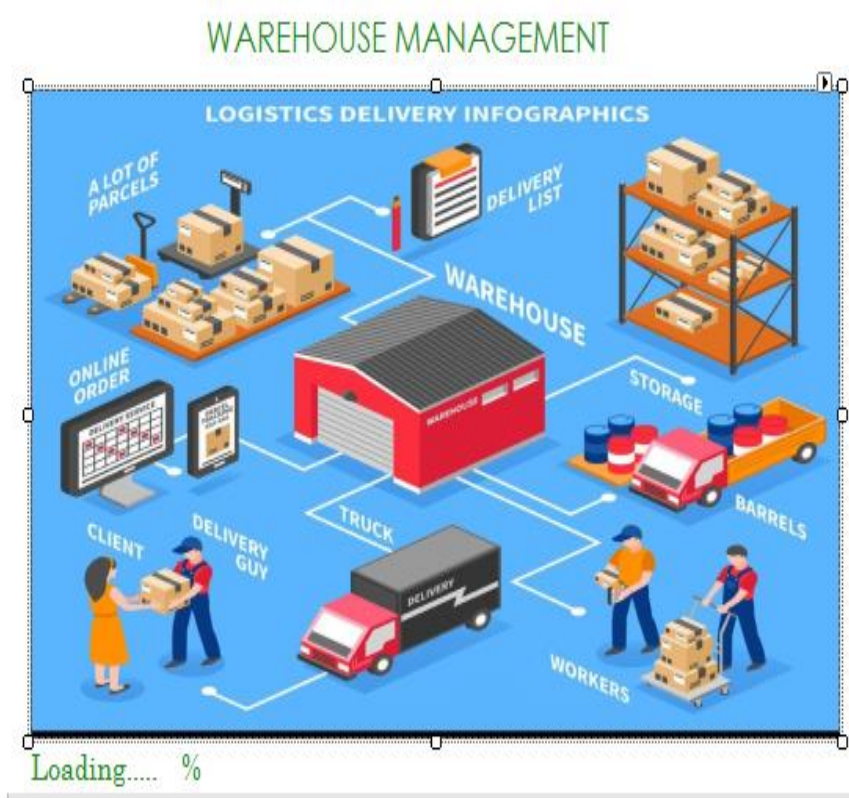 WAREHOUSE MANAGEMENT
LOGISTICS DELIVERY INFOGRAPHICS
A LOT OF
PARCELS
DELIVERY
LIST
WAREHOUSE
ONLINE
ORDER
DELIVERY SERVICE
WAREHOUSE
STORAGE
BARRELS
CLIENT
DELIVERY
GUY
TRUCK
DELIVERY
WORKERS
Loading..... %